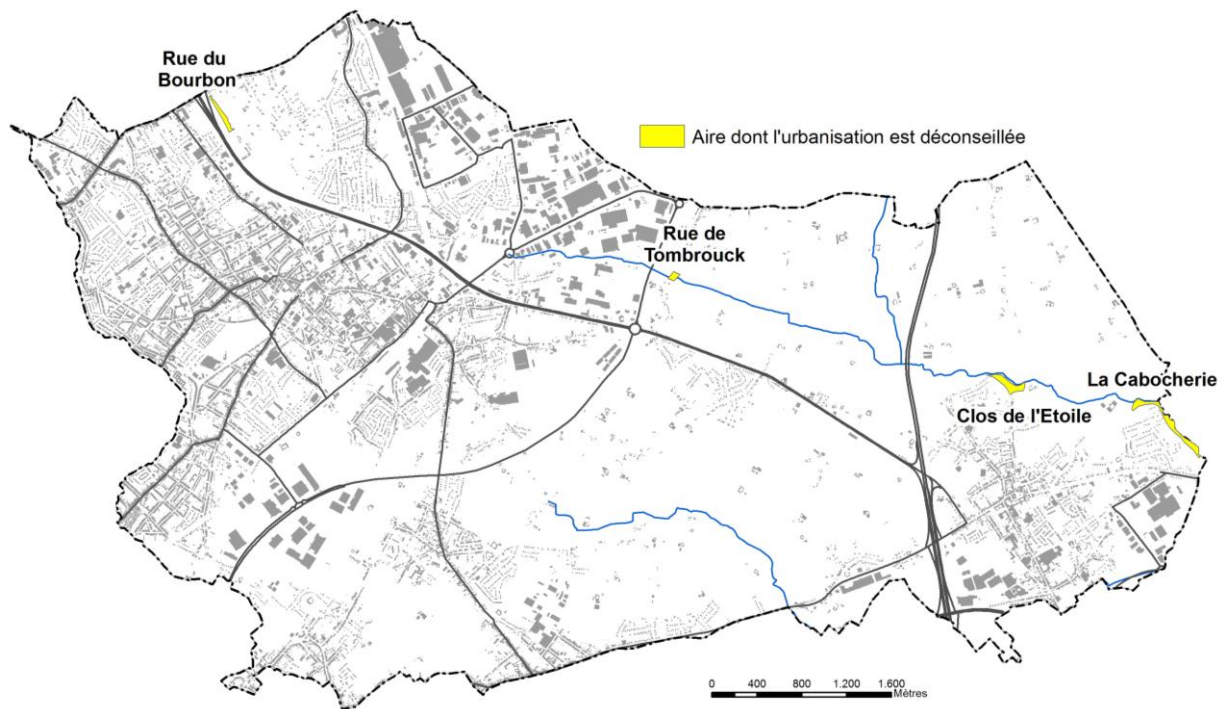 Rue du
Bourbon
Aire dont l'urbanisation est déconseillée
Rue de
Tombrouck
La Cabocherie
Clos de l'Etoile
0 400 800 1.200 1.600
Mètres